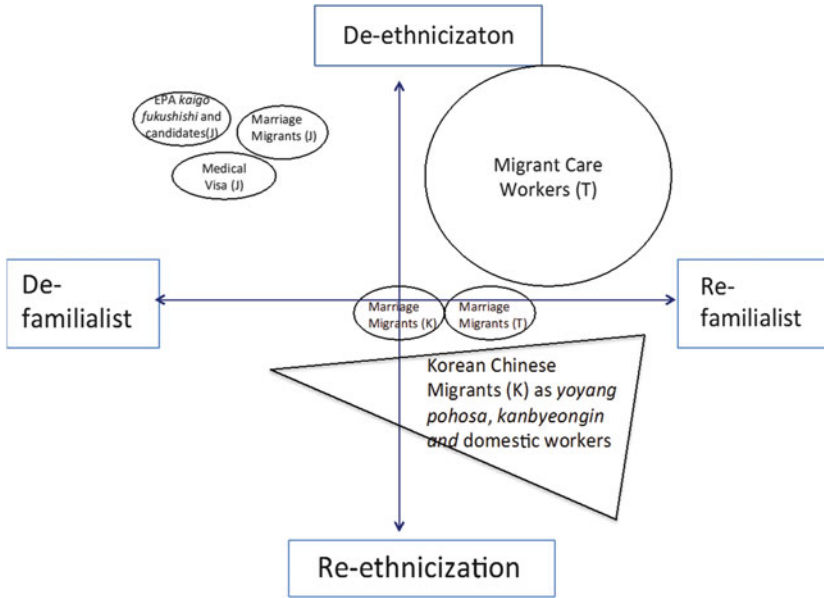 De-ethnicizaton
EPA kaigo
fukushishi and
candidates(J)
Marriage
Migrants (J)
Medical
Visa (J)
Migrant Care
Workers (T)
De-
familialist
Marriage
Migrants (K)
Marriage
Migrants (T)
Re-
familialist
Korean Chinese
Migrants (K) as yoyang
pohosa, kanbyeongin
and domestic workers
Re-ethnicization